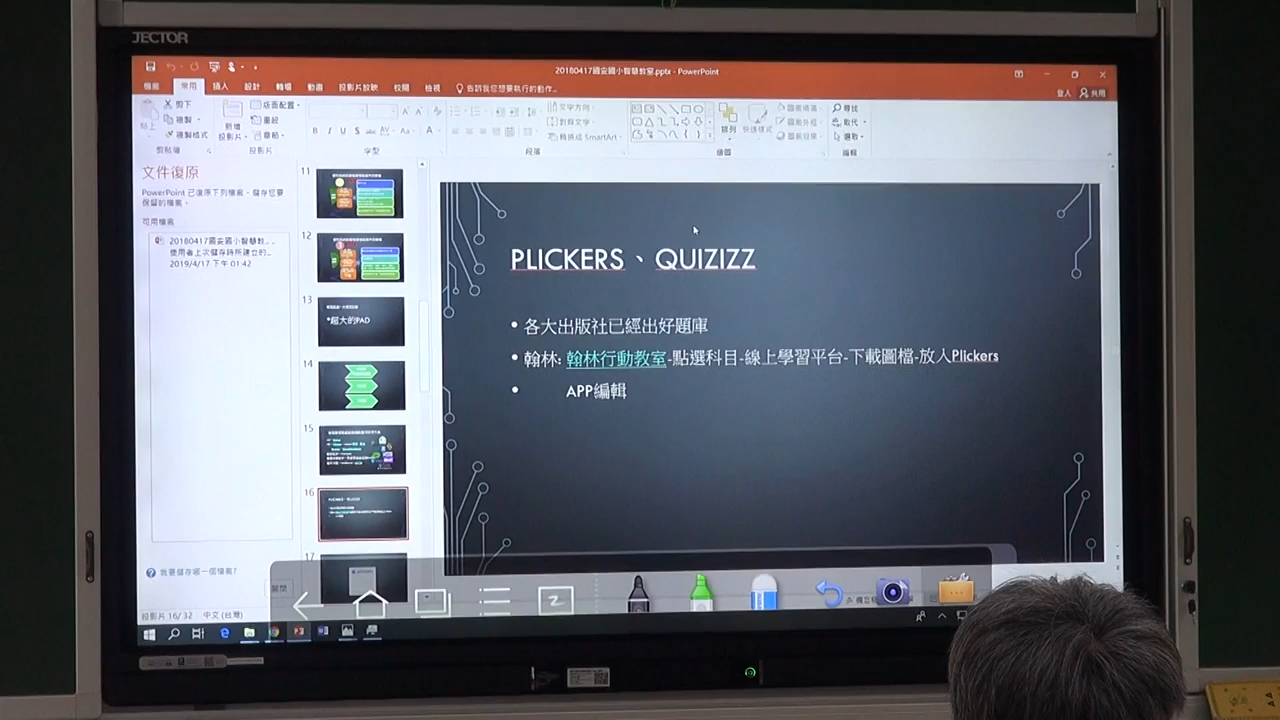 JECTOR
20180417國安國小智慧教室.pptx - PowerPoint
檔案 常用 插入 設計 轉場 動畫 投影片放映 校閱 檢視 告訴我您想要執行的動作...
登入 共用
剪下
複製
複製格式
貼上
剪貼簿
新增
投影片
版面配置
重設
章節
投影片
字型
文字方向
對齊文字
轉換成 SmartArt
段落
排列
快速樣式
圖案填滿
圖案外框
圖案效果
繪圖
尋找
取代
選取
編輯
文件復原
PowerPoint 已復原下列檔案。儲存您要
保留的檔案。
可用檔案
20180417國安國小智慧教...
使用者上次儲存時所建立的...
2019/4/17 下午 01:42
我要儲存哪一個檔案?
關閉
11
12
13
*超大的PAD
14
15
16
17
PLICKERS、QUIZIZZ
• 各大出版社已經出好題庫
• 翰林: 翰林行動教室-點選科目-線上學習平台-下載圖檔-放入Plickers
• APP編輯
投影片 16/32 中文 (台灣)